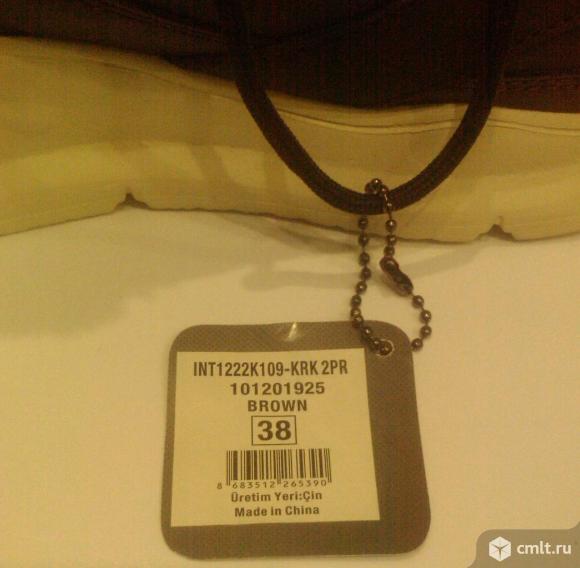 INT1222K109-KRK 2PR
101201925
BROWN
38
8 683512 265390
Üretim Yeri:Çin
Made in China
cmlt.ru